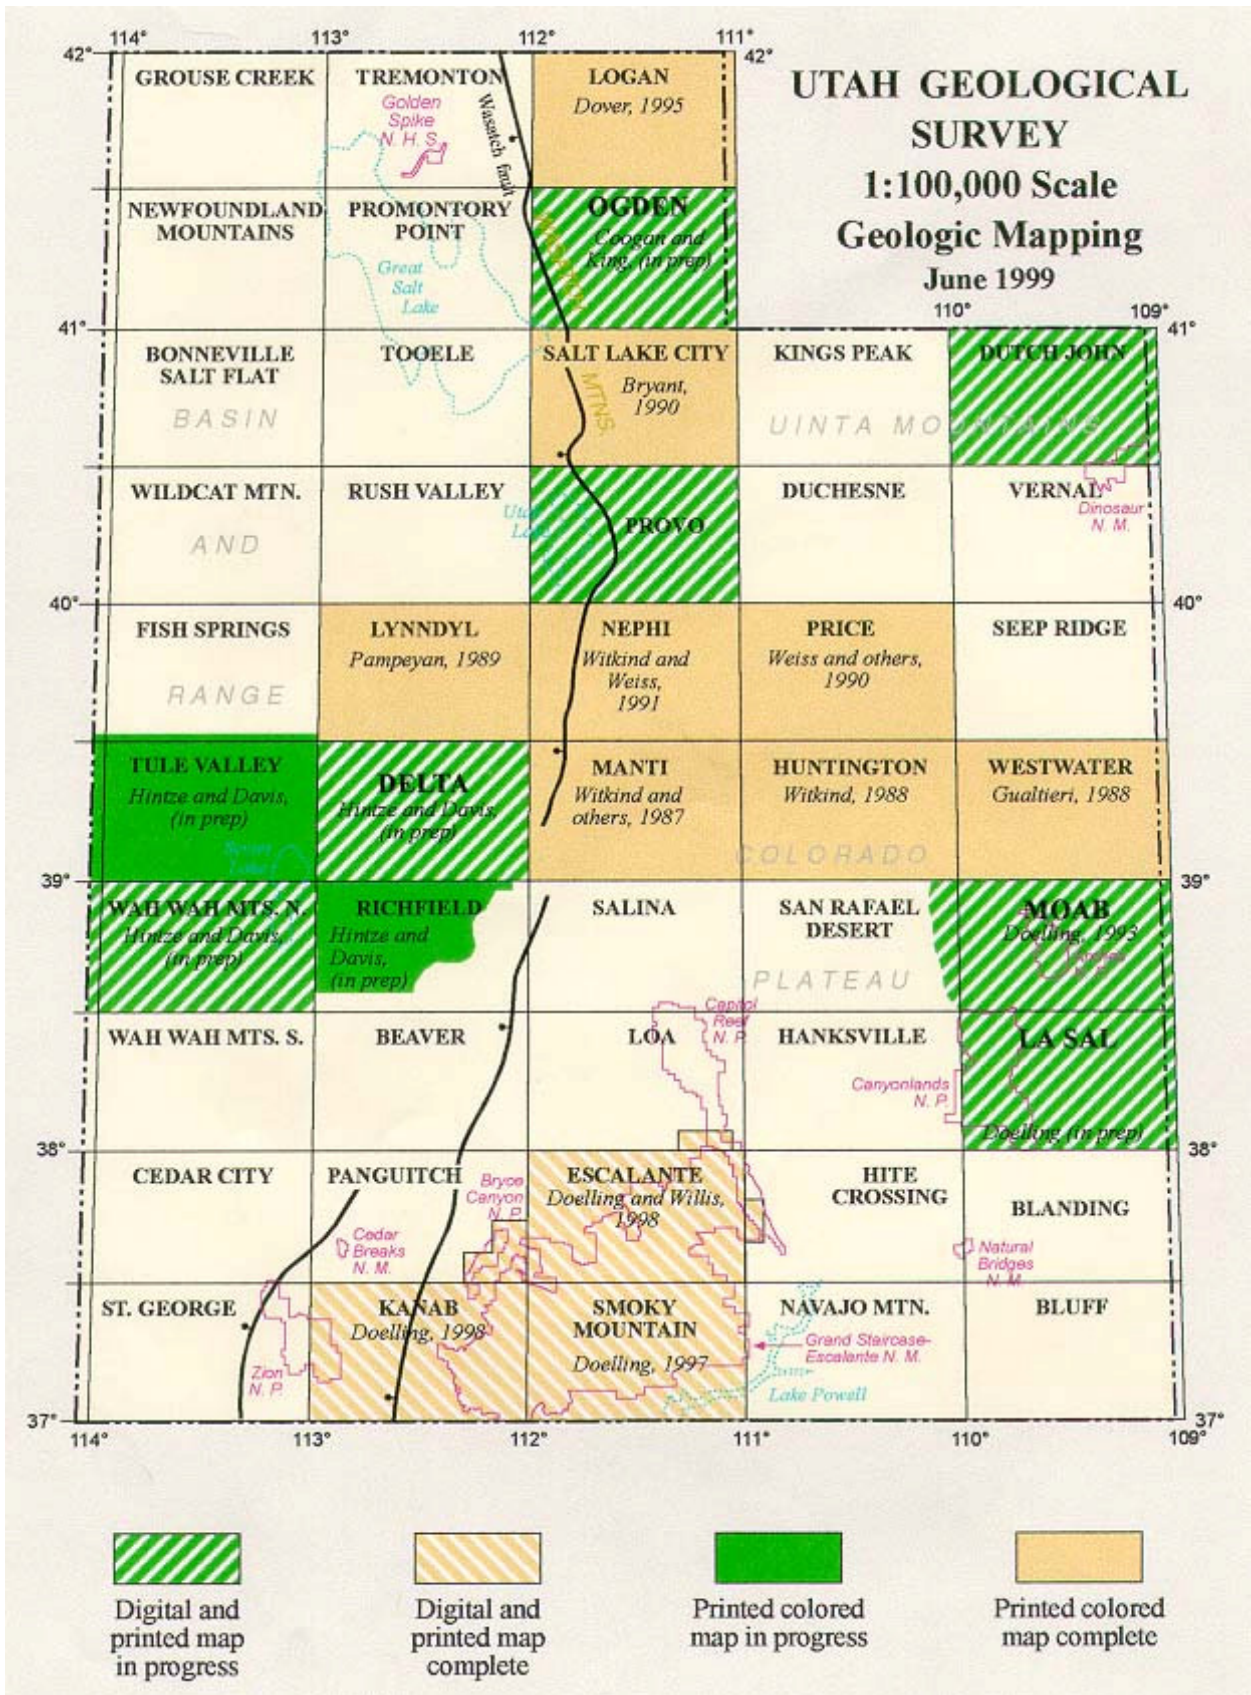 114°
113°
112°
111°
42°
42°
GROUSE CREEK
TREMONTON
LOGAN
Dover, 1995
Golden
Spike
N. H. S.
Wasatch fault
UTAH GEOLOGICAL
SURVEY
1:100,000 Scale
Geologic Mapping
June 1999
NEWFOUNDLAND
MOUNTAINS
PROMONTORY
POINT
OGDEN
Coogan and
King, (in prep)
WASATCH
Great
Salt
Lake
110°
109°
41°
41°
BONNEVILLE
SALT FLAT
TOOELE
SALT LAKE CITY
Bryant,
1990
MTNS.
KINGS PEAK
DUTCH JOHN
BASIN
UINTA MOUNTAINS
WILDCAT MTN.
RUSH VALLEY
Utah
Lake
PROVO
DUCHESNE
VERNAL
Dinosaur
N. M.
AND
40°
40°
FISH SPRINGS
LYNNDYL
Pampeyan, 1989
NEPHI
Witkind and
Weiss,
1991
PRICE
Weiss and others,
1990
SEEP RIDGE
RANGE
TULE VALLEY
Hintze and Davis,
(in prep)
Sevier
Lake
DELTA
Hintze and Davis,
(in prep)
MANTI
Witkind and
others, 1987
HUNTINGTON
Witkind, 1988
WESTWATER
Gualtieri, 1988
COLORADO
39°
39°
WAH WAH MTS. N.
Hintze and Davis,
(in prep)
RICHFIELD
Hintze and
Davis,
(in prep)
SALINA
SAN RAFAEL
DESERT
MOAB
Doelling, 1993
Arches
N. P.
PLATEAU
WAH WAH MTS. S.
BEAVER
LOA
Capitol
Reef
N. P.
HANKSVILLE
LA SAL
Canyonlands
N. P.
Doelling (in prep)
38°
38°
CEDAR CITY
PANGUITCH
Bryce
Canyon
N. P.
ESCALANTE
Doelling and Willis,
1998
HITE
CROSSING
BLANDING
Cedar
Breaks
N. M.
Natural
Bridges
N. M.
ST. GEORGE
KANAB
Doelling, 1998
SMOKY
MOUNTAIN
Doelling, 1997
NAVAJO MTN.
BLUFF
Grand Staircase-
Escalante N. M.
Zion
N. P.
Lake Powell
37°
37°
114°
113°
112°
111°
110°
109°
Digital and
printed map
in progress
Digital and
printed map
complete
Printed colored
map in progress
Printed colored
map complete